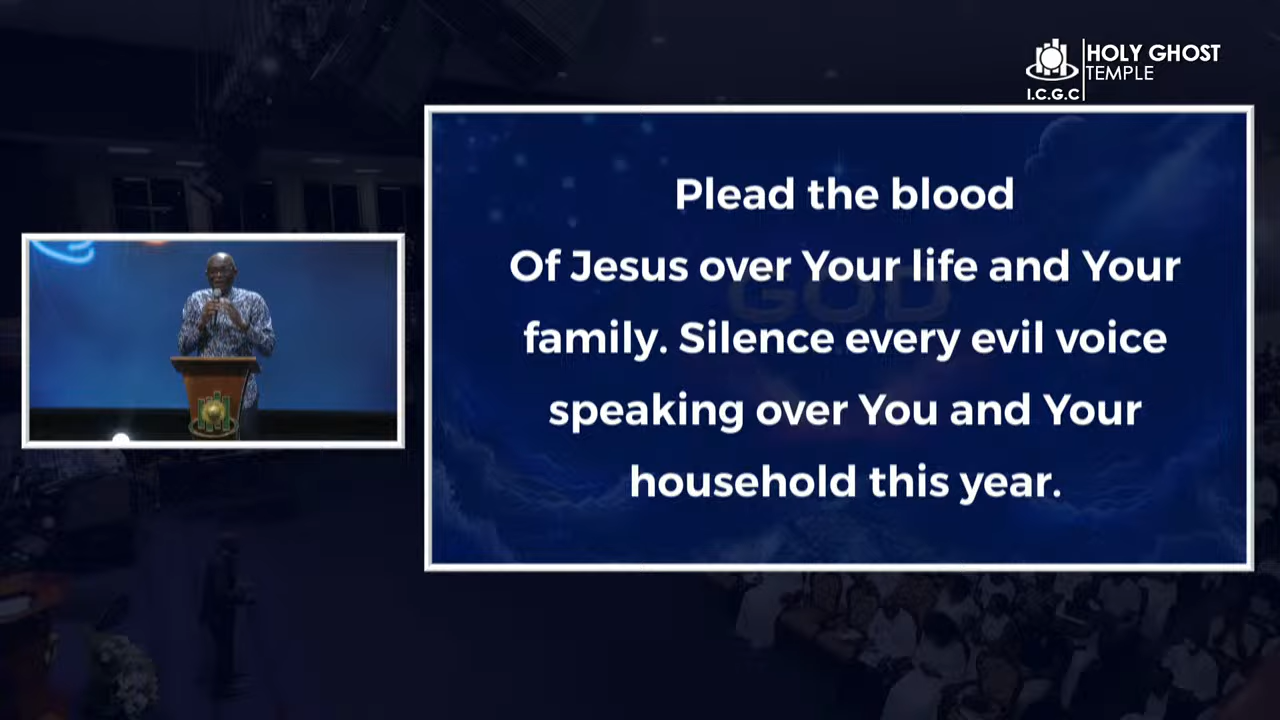 HOLY GHOST
TEMPLE
I.C.G.C
Plead the blood
Of Jesus over Your life and Your
family. Silence every evil voice
speaking over You and Your
household this year.
GOD